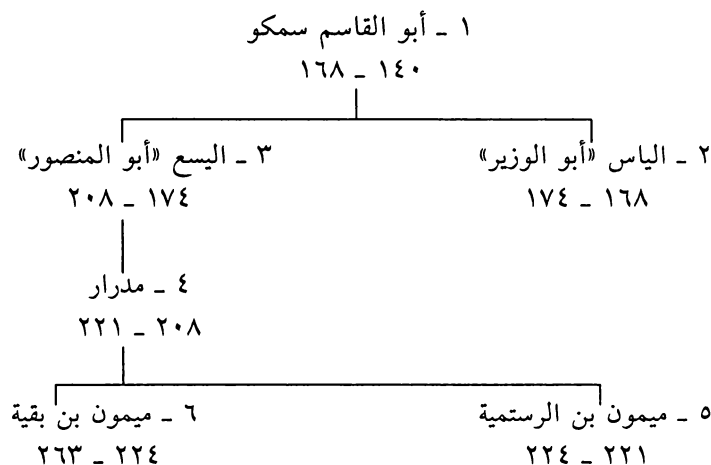 ١ ـ أبو القاسم سمكو
١٤٠ ـ ١٦٨
٢ ـ الياس «أبو الوزير»
١٦٨ ـ ١٧٤
٣ ـ اليسع «أبو المنصور»
١٧٤ ـ ٢٠٨
٤ ـ مدرار
٢٠٨ ـ ٢٢١
٥ ـ ميمون بن الرستمية
٢٢١ ـ ٢٢٤
٦ ـ ميمون بن بقية
٢٢٤ ـ ٢٦٣